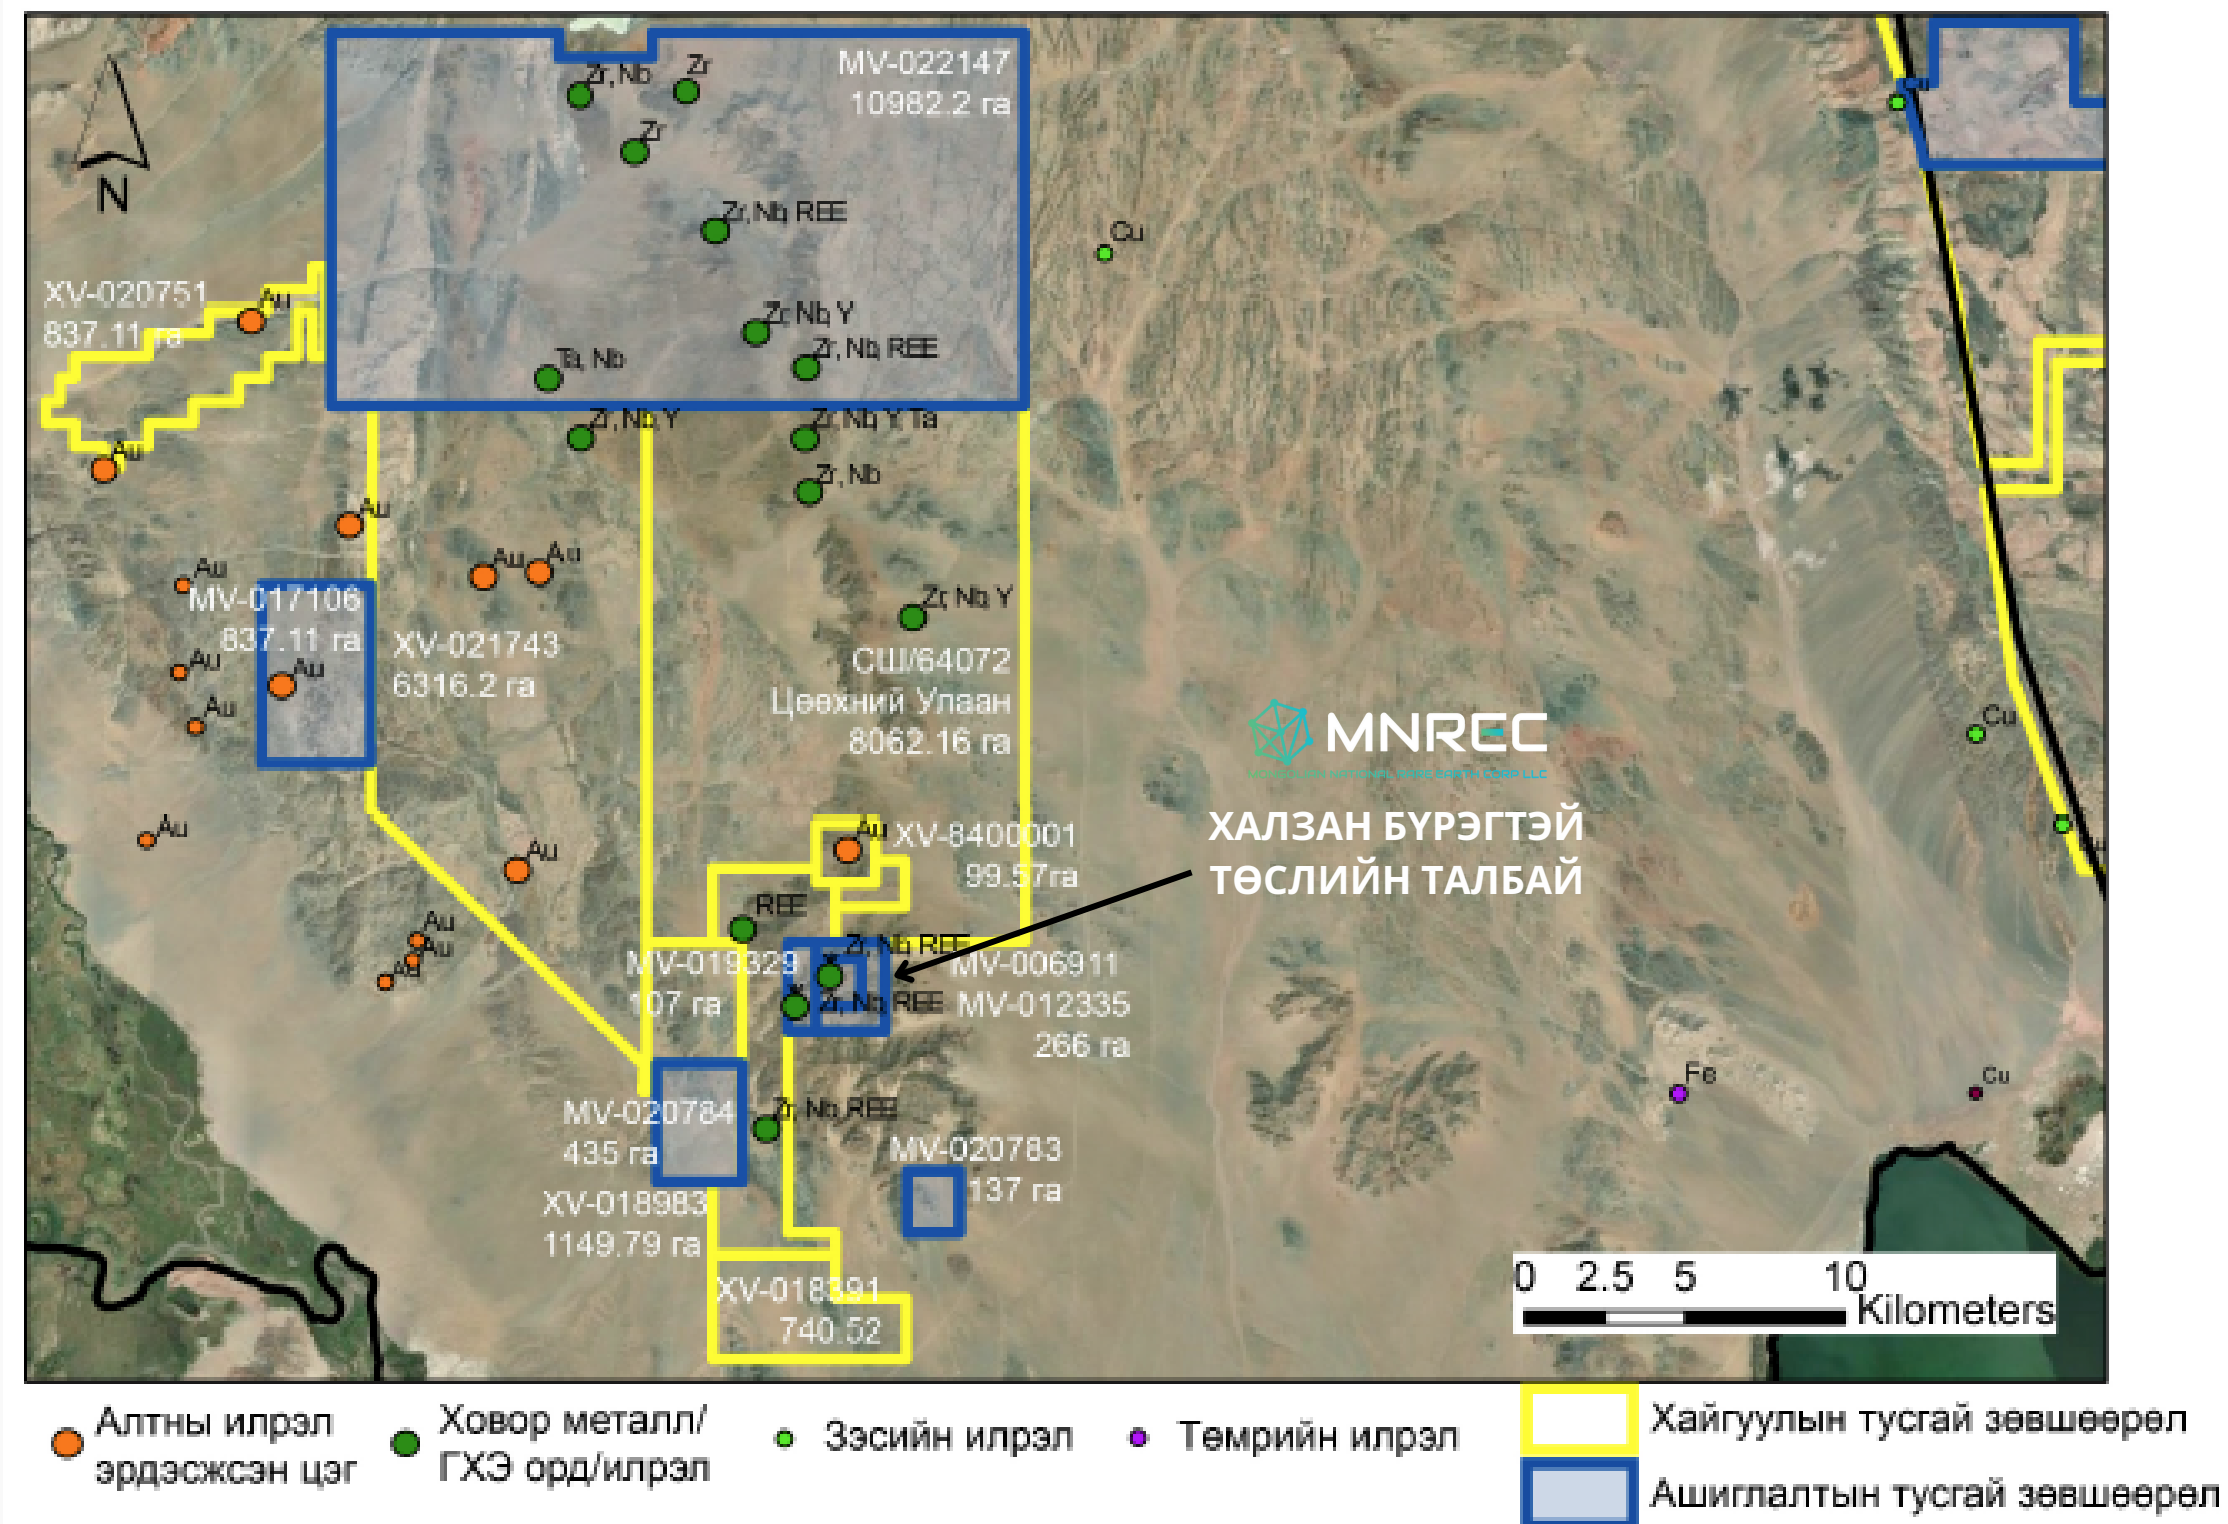 MV-022147
10982.2 га
Zr, Nb
Zr
Zr
Zr, Nb, REE
Cu
N
XV-020751
837.11 га
Au
Zr, Nb, Y
Zr, Nb, REE
Ta, Nb
Zr, Nb, Y
Zr, Nb, Y, Ta
Au
Zr, Nb
Au
Au
Au
Au
MV-017106
837.11 га
Zr, Nb, Y
XV-021743
6316.2 га
СШ/64072
Цөөхний Улаан
8062.16 га
Au
Au
Au
Cu
MNREC
MONGOLIAN NATIONAL RARE EARTH CORP LLC
ХАЛЗАН БҮРЭГТЭЙ
ТӨСЛИЙН ТАЛБАЙ
Au
Au
XV-8400001
99.57га
Au
REE
Au
Au
Au
Zr, Nb, REE
MV-019329
107 га
Zr, Nb, REE
MV-006911
MV-012335
266 га
Fe
Cu
MV-020784
435 га
Zr, Nb, REE
MV-020783
137 га
XV-018983
1149.79 га
XV-018391
740.52
0 2.5 5 10
Kilometers
Алтны илрэл
эрдэсжсэн цэг
Ховор металл/
ГХЭ орд/илрэл
Зэсийн илрэл
Төмрийн илрэл
Хайгуулын тусгай зөвшөөрөл
Ашиглалтын тусгай зөвшөөрөл